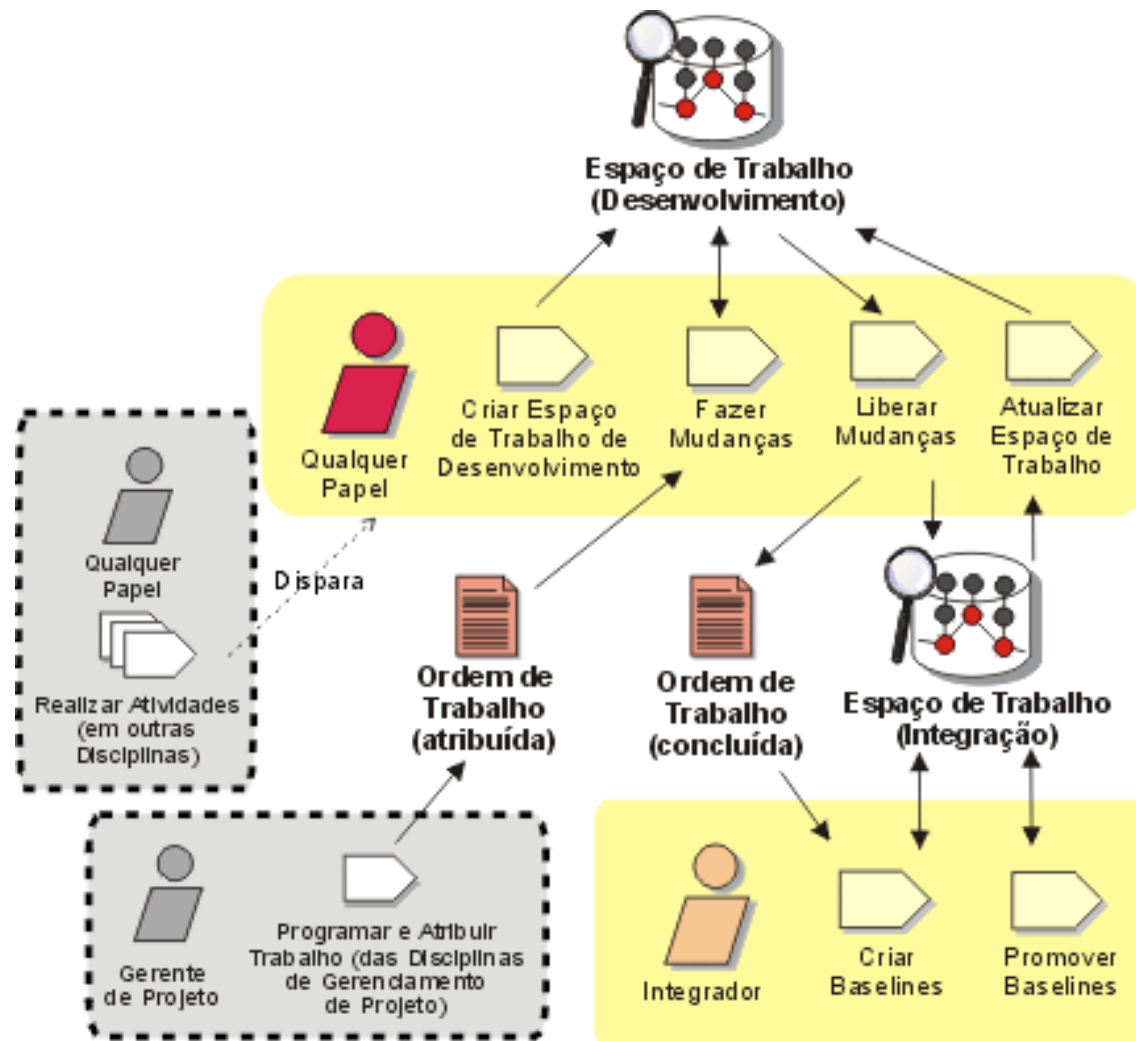 Espaço de Trabalho
(Desenvolvimento)
Qualquer
Papel
Criar Espaço
de Trabalho de
Desenvolvimento
Fazer
Mudanças
Liberar
Mudanças
Atualizar
Espaço de
Trabalho
Qualquer
Papel
Realizar Atividades
(em outras
Disciplinas)
Dispara
Ordem de
Trabalho
(atribuída)
Ordem de
Trabalho
(concluída)
Espaço de Trabalho
(Integração)
Gerente
de Projeto
Programar e Atribuir
Trabalho (das Disciplinas
de Gerenciamento
de Projeto)
Integrador
Criar
Baselines
Promover
Baselines